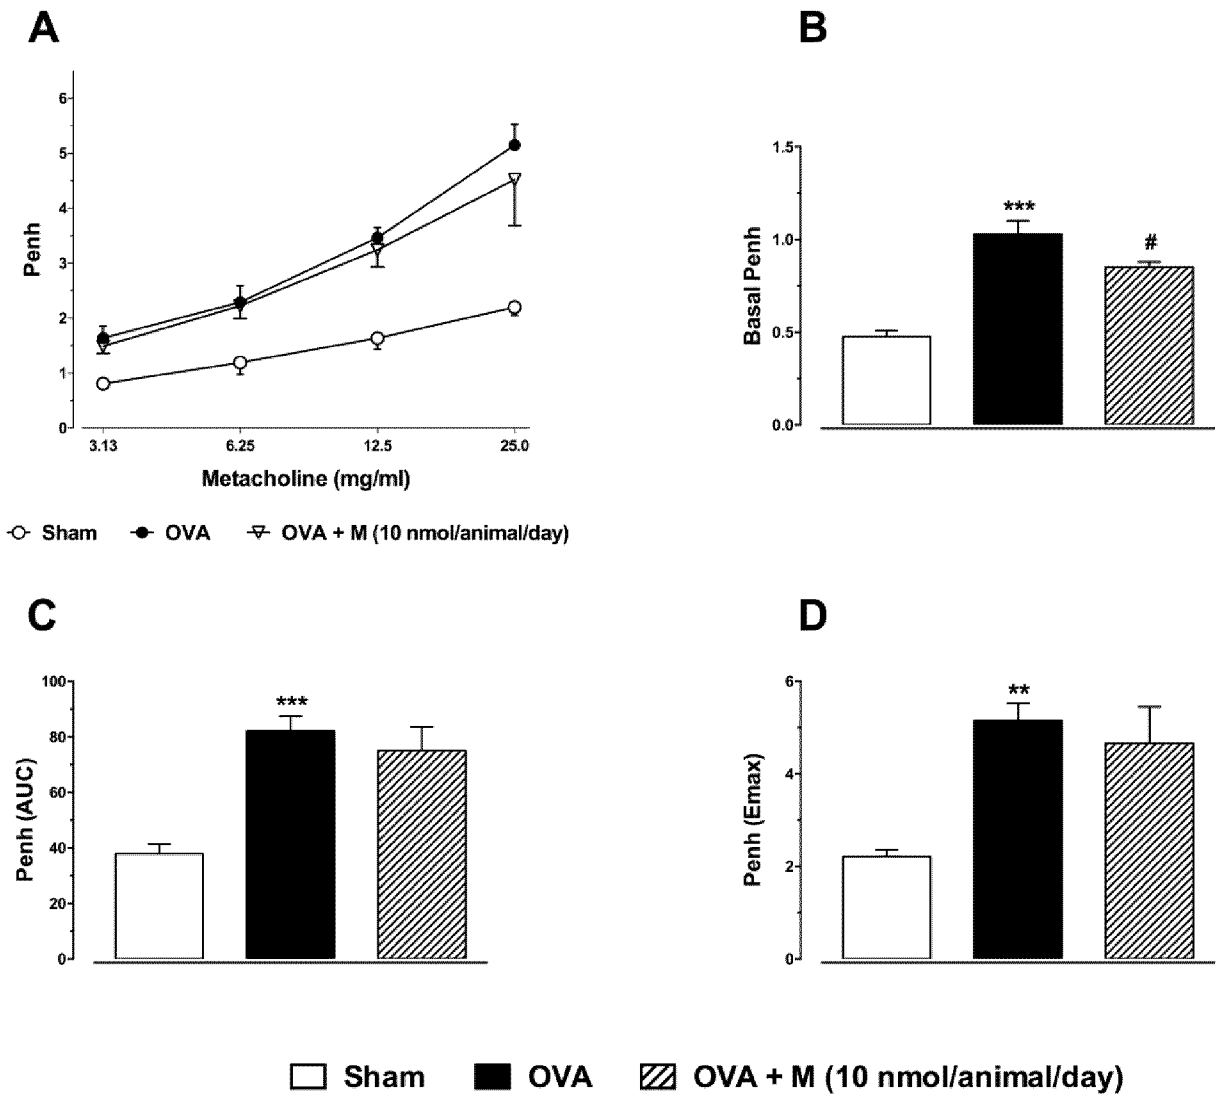 A
6
5
4
3
2
1
0
Penh
3.13 6.25 12.5 25.0
Metacholine (mg/ml)
Sham OVA OVA + M (10 nmol/animal/day)
B
1.5
1.0
0.5
0.0
Basal Penh
***
#
C
100
80
60
40
20
0
Penh (AUC)
***
D
6
4
2
0
Penh (Emax)
**
Sham OVA OVA + M (10 nmol/animal/day)